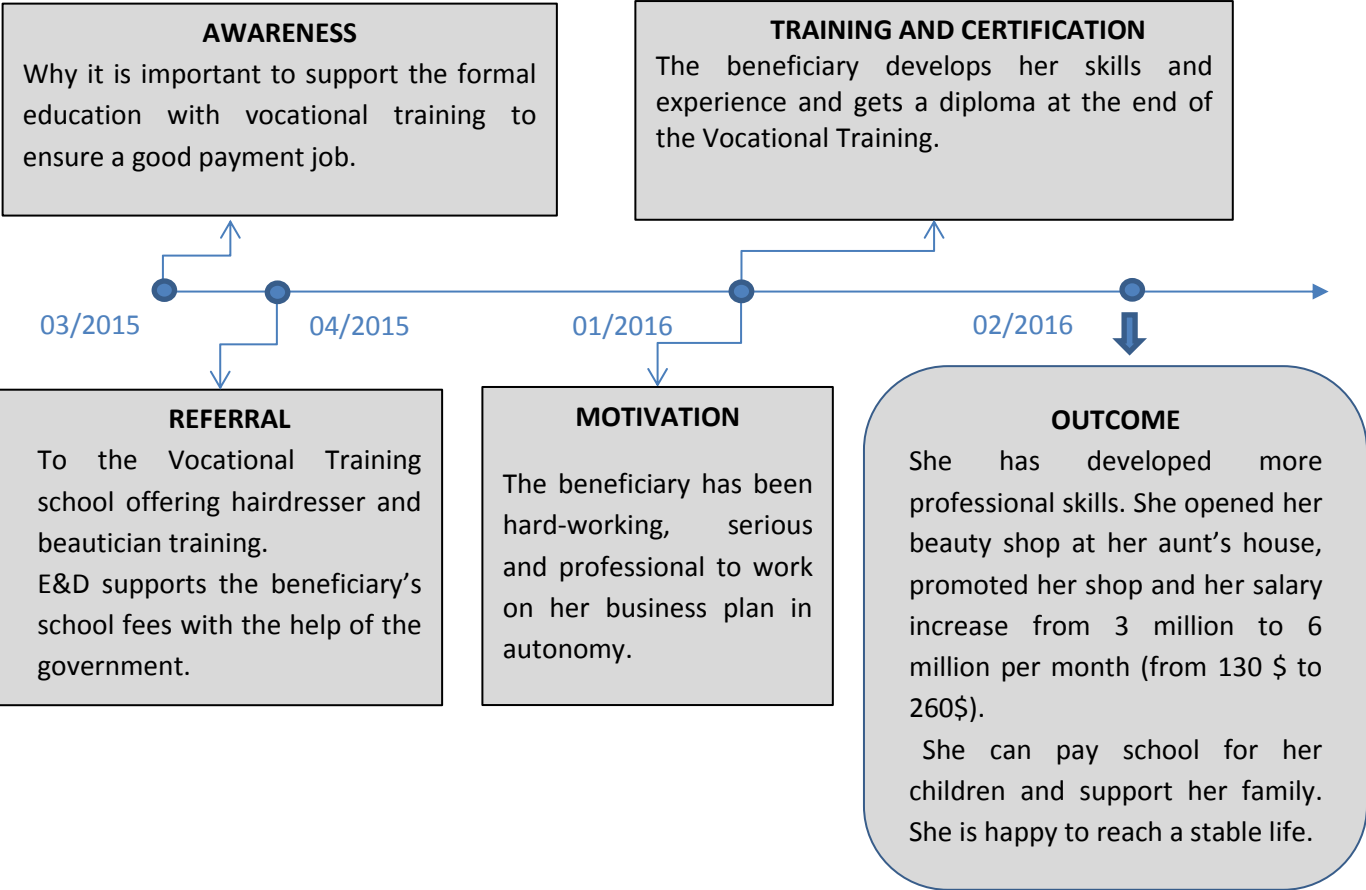 AWARENESS
Why it is important to support the formal
education with vocational training to
ensure a good payment job.
TRAINING AND CERTIFICATION
The beneficiary develops her skills and
experience and gets a diploma at the end of
the Vocational Training.
03/2015
04/2015
01/2016
02/2016
REFERRAL
To the Vocational Training
school offering hairdresser and
beautician training.
E&D supports the beneficiary’s
school fees with the help of the
government.
MOTIVATION
The beneficiary has been
hard-working, serious
and professional to work
on her business plan in
autonomy.
OUTCOME
She has developed more
professional skills. She opened her
beauty shop at her aunt’s house,
promoted her shop and her salary
increase from 3 million to 6
million per month (from 130 $ to
260$).
She can pay school for her
children and support her family.
She is happy to reach a stable life.